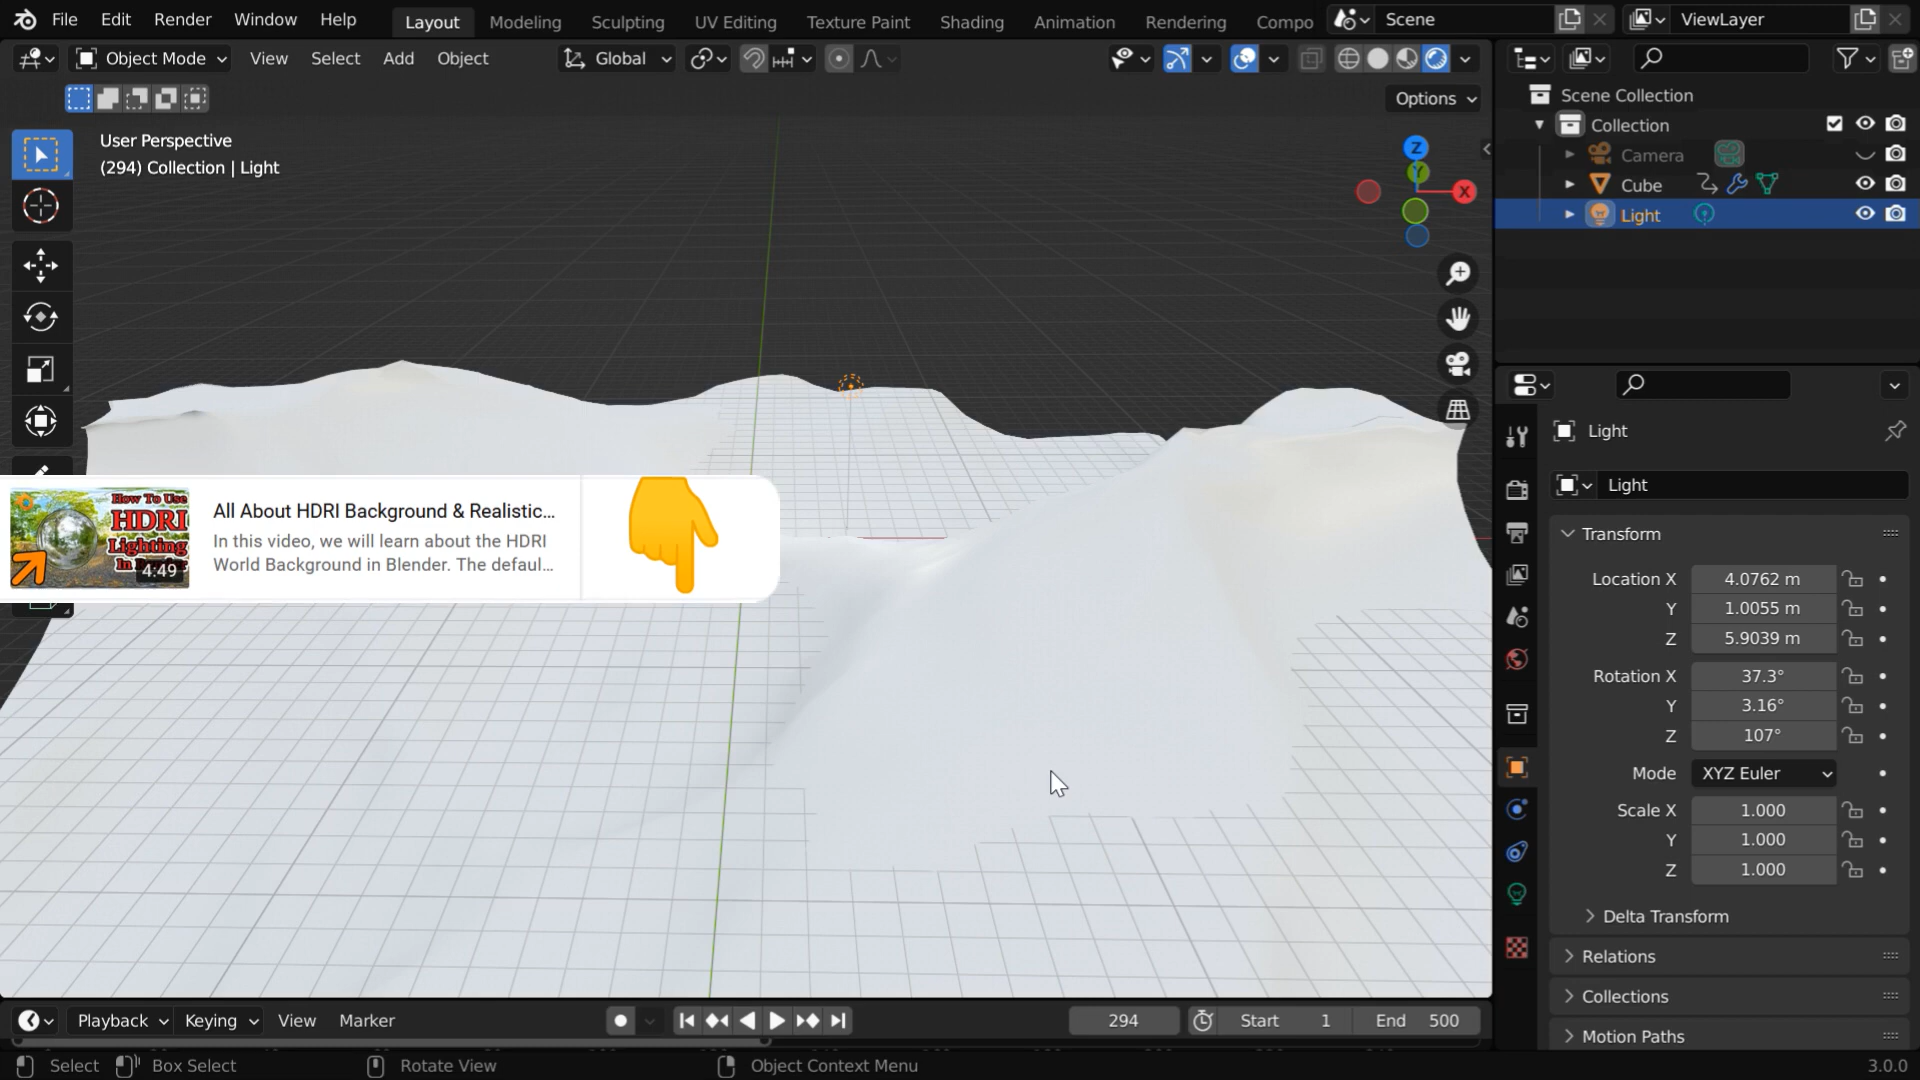 File Edit Render Window Help Layout Modeling Sculpting UV Editing Texture Paint Shading Animation Rendering Compo Scene ViewLayer
Object Mode View Select Add Object Global
Options
User Perspective
(294) Collection | Light
Z
Y
X
Scene Collection
Collection
Camera
Cube
Light
Light
Light
Transform
Location X 4.0762 m
Y 1.0055 m
Z 5.9039 m
Rotation X 37.3°
Y 3.16°
Z 107°
Mode XYZ Euler
Scale X 1.000
Y 1.000
Z 1.000
Delta Transform
Relations
Collections
Motion Paths
How To Use
HDRI
Lighting
4:49
All About HDRI Background & Realistic...
In this video, we will learn about the HDRI
World Background in Blender. The defaul...
Playback Keying View Marker 294 Start 1 End 500
Select Box Select Rotate View Object Context Menu 3.0.0